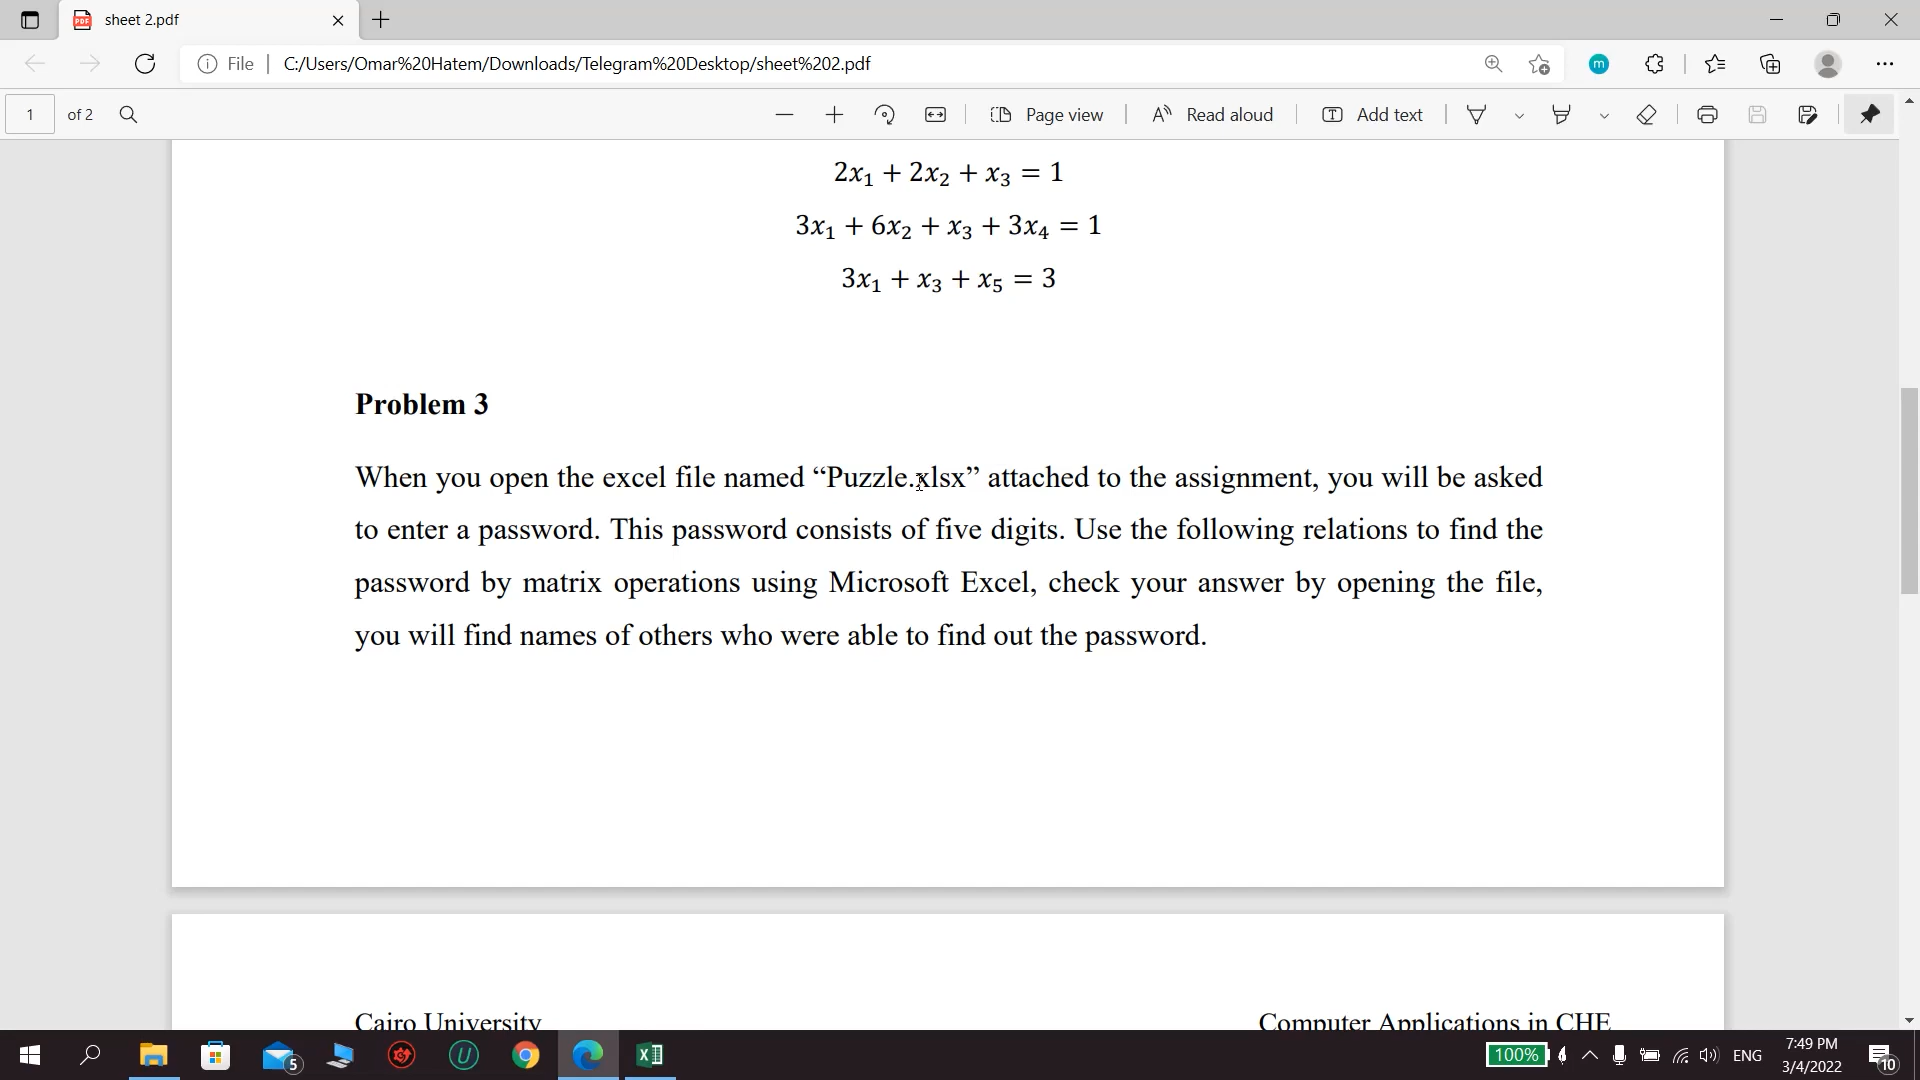 sheet 2.pdf
File
C:/Users/Omar%20Hatem/Downloads/Telegram%20Desktop/sheet%202.pdf
m
1 of 2
Page view
Read aloud
Add text
2x₁ + 2x₂ + x₃ = 1
3x₁ + 6x₂ + x₃ + 3x₄ = 1
3x₁ + x₃ + x₅ = 3
Problem 3
When you open the excel file named “Puzzle.xlsx” attached to the assignment, you will be asked
to enter a password. This password consists of five digits. Use the following relations to find the
password by matrix operations using Microsoft Excel, check your answer by opening the file,
you will find names of others who were able to find out the password.
Cairo University
Computer Applications in CHE
5
U
100%
ENG
7:49 PM
3/4/2022
10